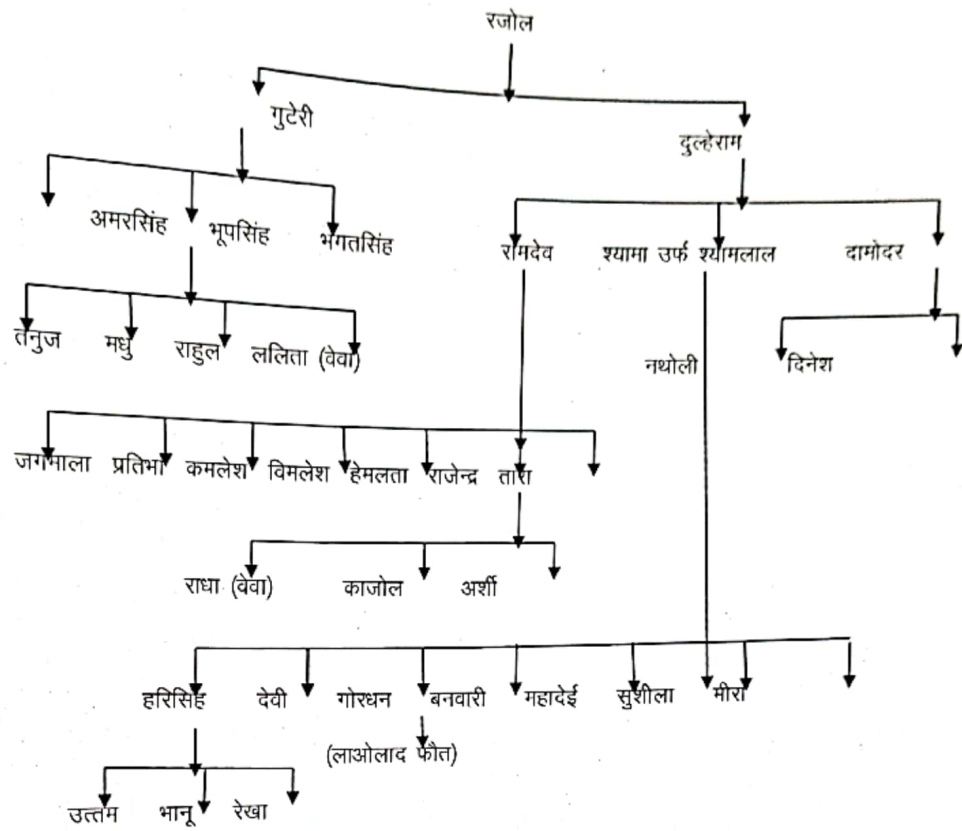 रजोल
गुटेरी
दुल्हेराम
अमरसिंह भूपसिंह भगतसिंह
रामदेव श्यामा उर्फ श्यामलाल दामोदर
तनुज मधु राहुल ललिता (वेवा)
नथोली दिनेश
जगमाला प्रतिभा कमलेश विमलेश हेमलता राजेन्द्र तारा
राधा (वेवा) काजोल अर्शी
हरिसिंह देवी गोरधन बनवारी महादेई सुशीला मीरा
(लाओलाद फौत)
उत्तम भानू रेखा